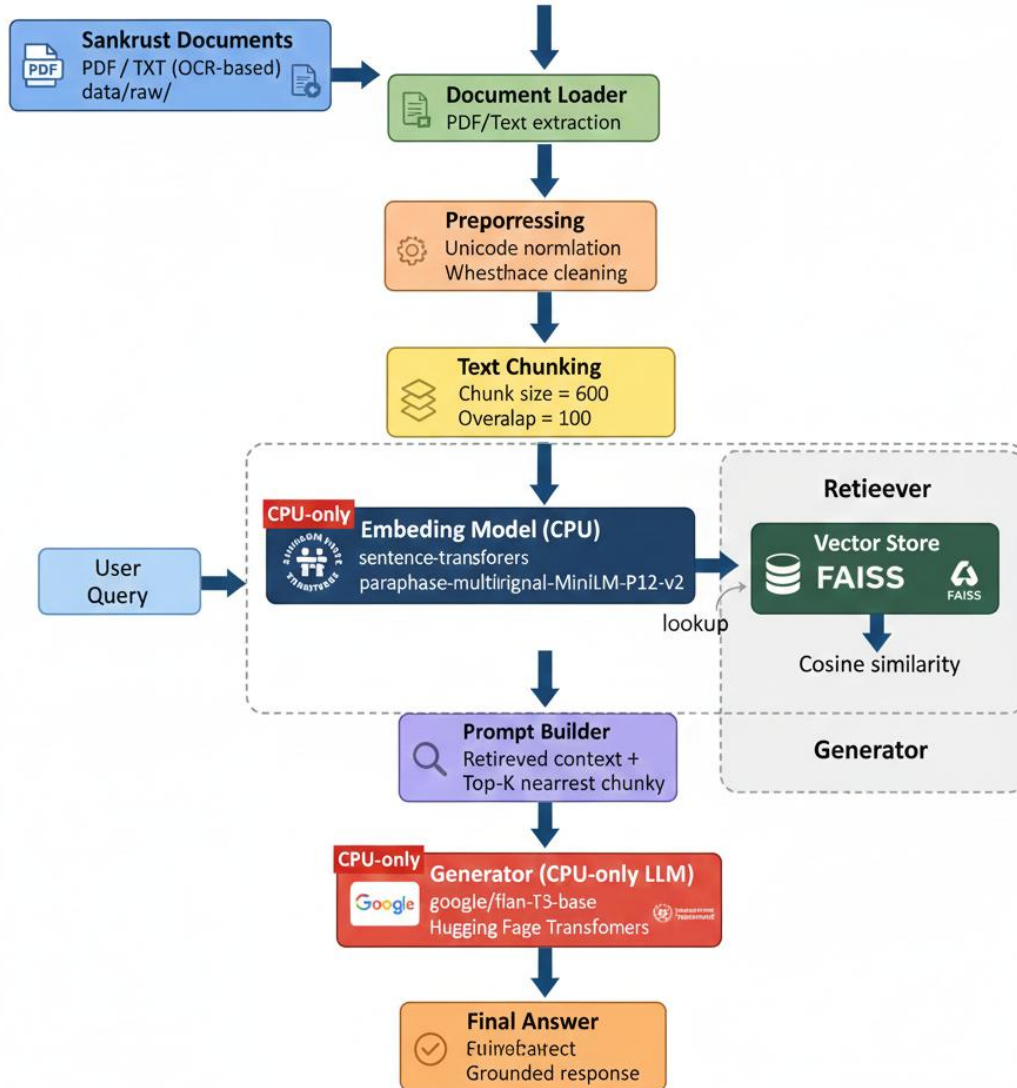 Sankrust Documents
PDF
PDF / TXT (OCR-based)
data/raw/
Document Loader
PDF/Text extraction
Preporressing
Unicode normlation
Whesthace cleaning
Text Chunking
Chunk size = 600
Overalap = 100
Retieever
CPU-only
Embeding Model (CPU)
sentence-transforers
paraphase-multilrignal-MiniLM-P12-v2
User
Query
Vector Store
FAISS
FAISS
lookup
Cosine similarity
Prompt Builder
Retireved context +
Top-K nearrest chunky
Generator
CPU-only
Generator (CPU-only LLM)
Google
google/flan-T3-base
Hugging Fage Transfomers
Final Answer
Grounded response